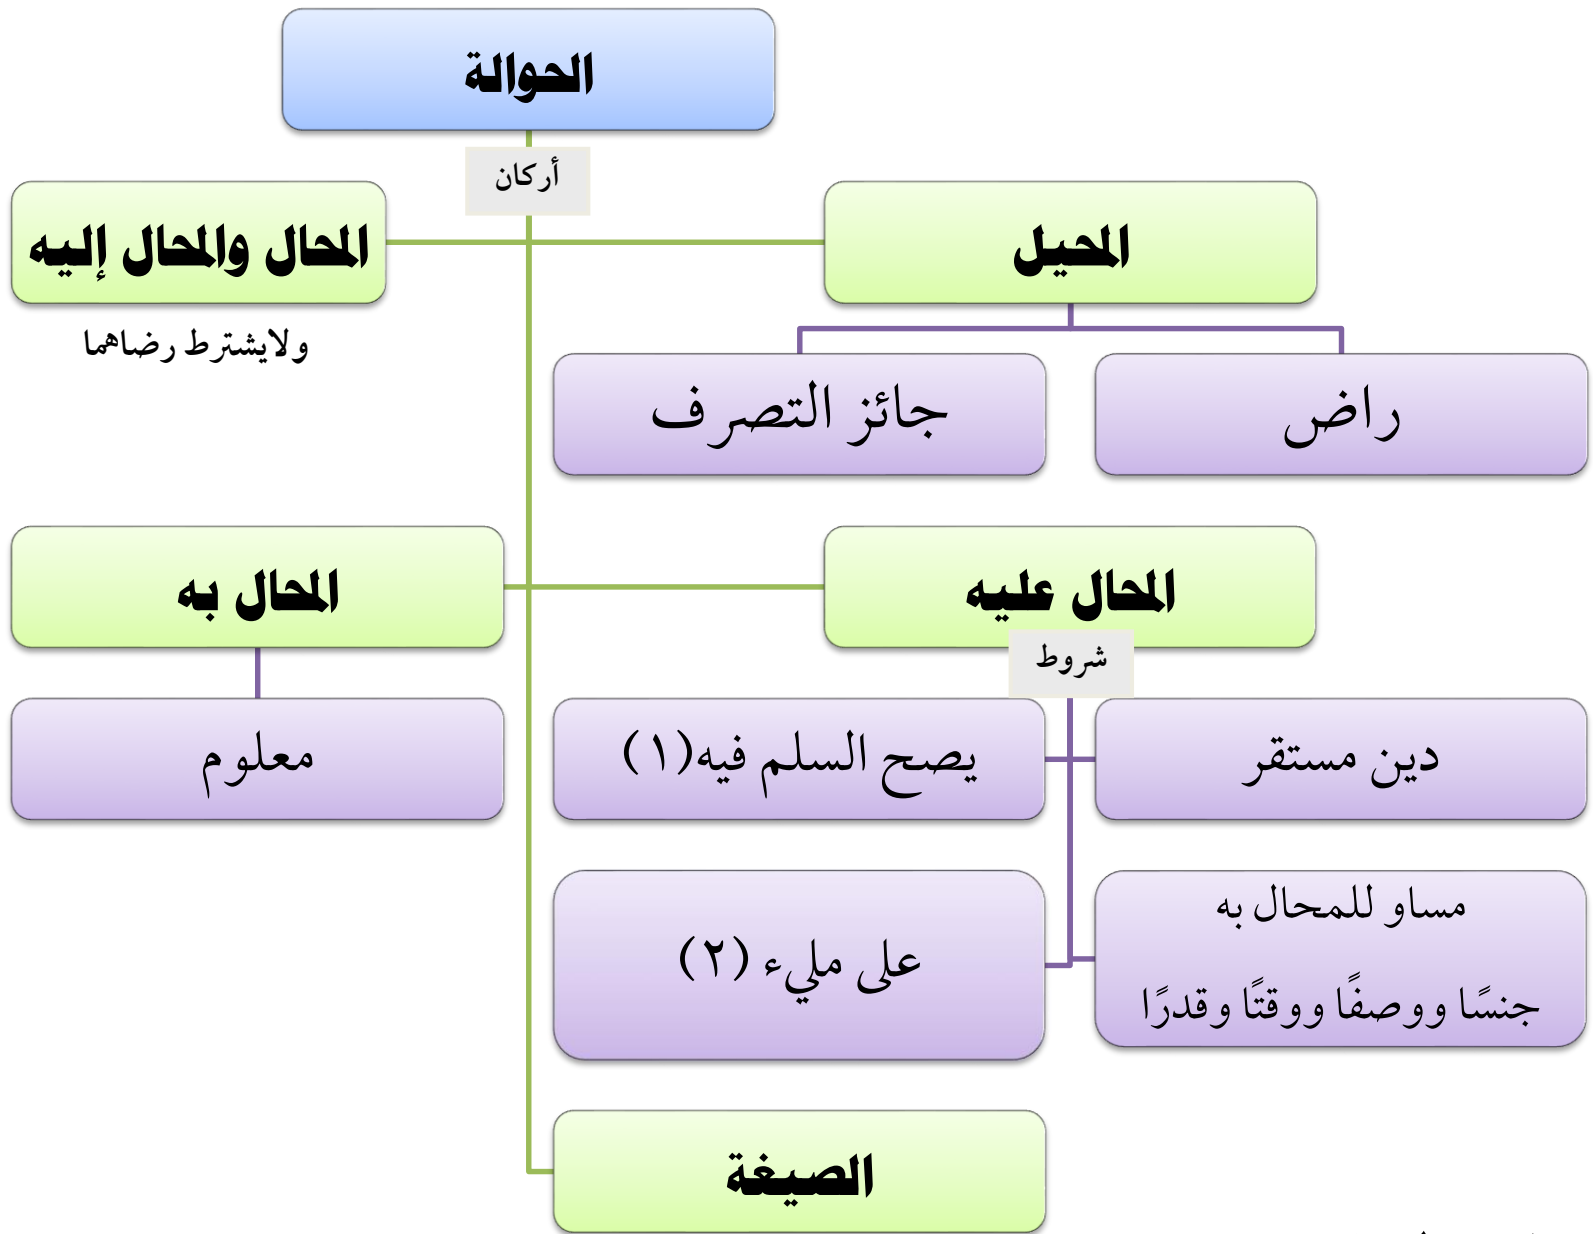 الحوالة
أركان
المحيل
المحال والمحال إليه
ولايشترط رضاهما
راض
جائز التصرف
المحال عليه
المحال به
شروط
دين مستقر
يصح السلم فيه(١)
معلوم
مساو للمحال به
جنسًا ووصفًا ووقتًا وقدرًا
على مليء (٢)
الصيغة